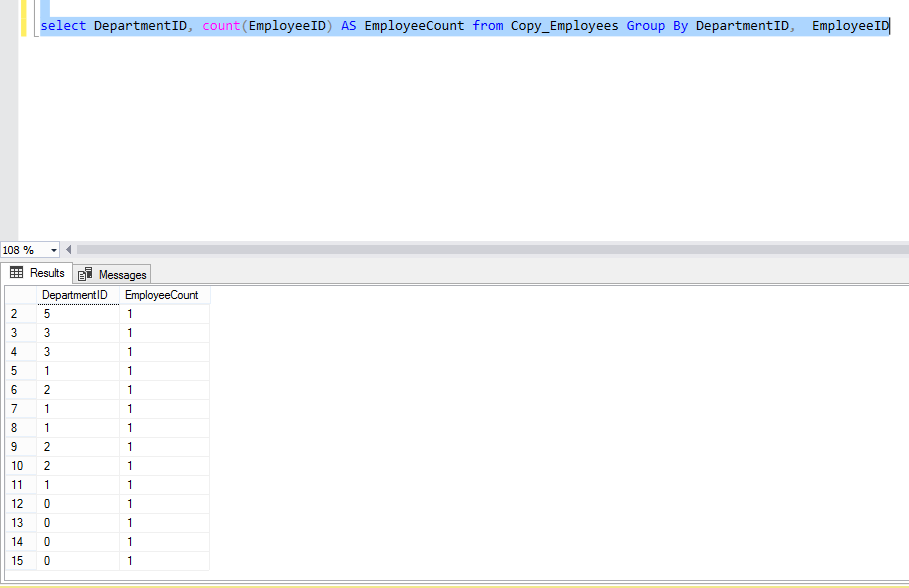 select DepartmentID, count(EmployeeID) AS EmployeeCount from Copy_Employees Group By DepartmentID,  EmployeeID
108 %
Results Messages
DepartmentID EmployeeCount
2 5 1
3 3 1
4 3 1
5 1 1
6 2 1
7 1 1
8 1 1
9 2 1
10 2 1
11 1 1
12 0 1
13 0 1
14 0 1
15 0 1